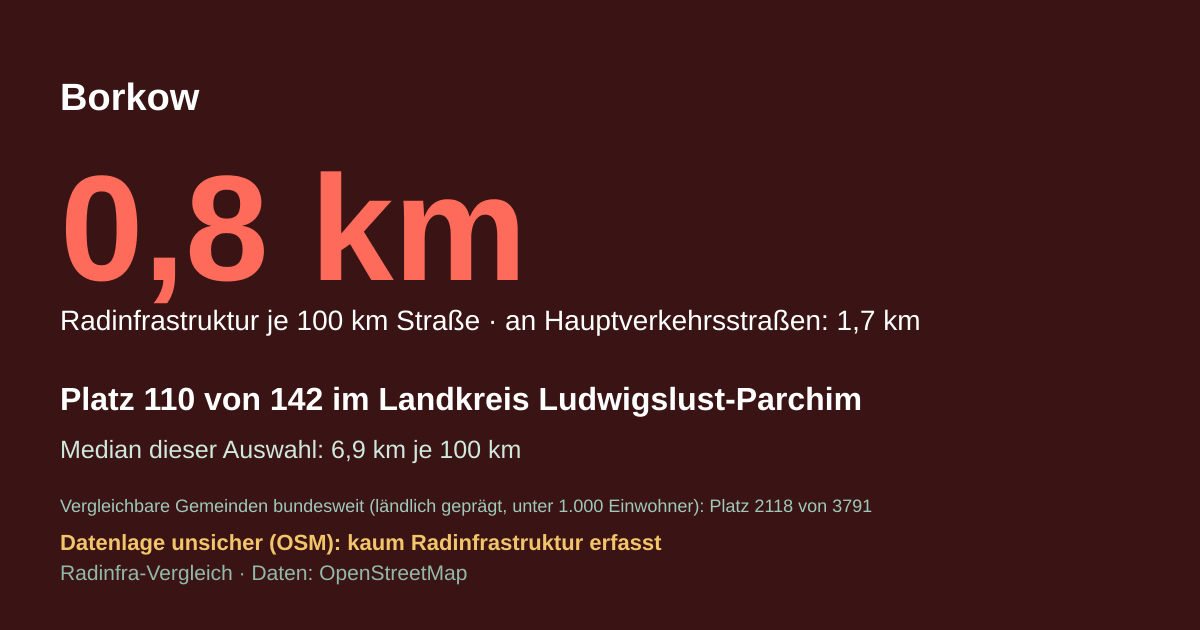 Borkow
0,8 km
Radinfrastruktur je 100 km Straße · an Hauptverkehrsstraßen: 1,7 km
Platz 110 von 142 im Landkreis Ludwigslust-Parchim
Median dieser Auswahl: 6,9 km je 100 km
Vergleichbare Gemeinden bundesweit (ländlich geprägt, unter 1.000 Einwohner): Platz 2118 von 3791
Datenlage unsicher (OSM): kaum Radinfrastruktur erfasst
Radinfra-Vergleich · Daten: OpenStreetMap